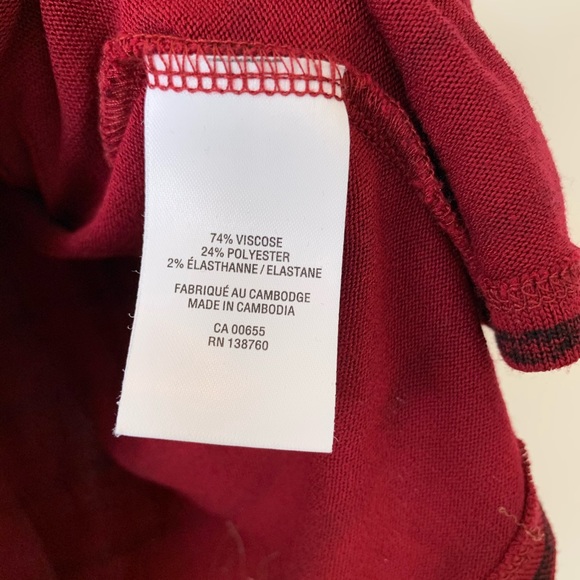 74% VISCOSE
24% POLYESTER
2% ÉLASTHANNE / ELASTANE
FABRIQUÉ AU CAMBODGE
MADE IN CAMBODIA
CA 00655
RN 138760